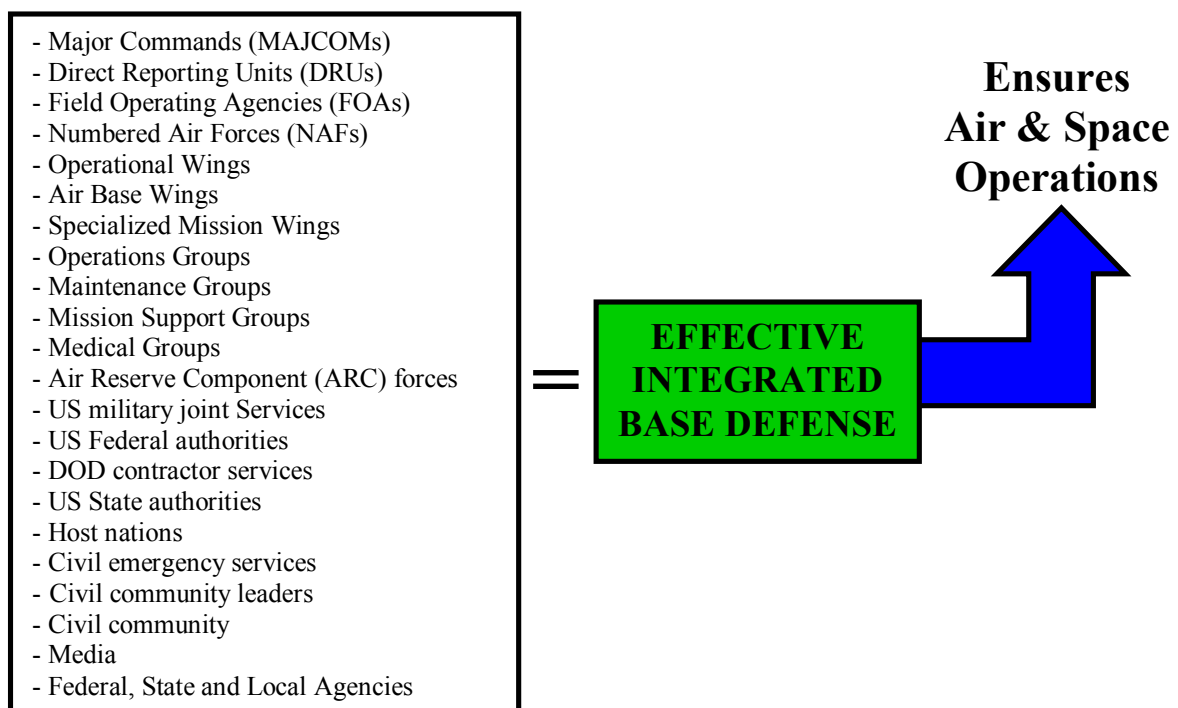 - Major Commands (MAJCOMs)
- Direct Reporting Units (DRUs)
- Field Operating Agencies (FOAs)
- Numbered Air Forces (NAFs)
- Operational Wings
- Air Base Wings
- Specialized Mission Wings
- Operations Groups
- Maintenance Groups
- Mission Support Groups
- Medical Groups
- Air Reserve Component (ARC) forces
- US military joint Services
- US Federal authorities
- DOD contractor services
- US State authorities
- Host nations
- Civil emergency services
- Civil community leaders
- Civil community
- Media
- Federal, State and Local Agencies
=
EFFECTIVE
INTEGRATED
BASE DEFENSE
Ensures
Air & Space
Operations